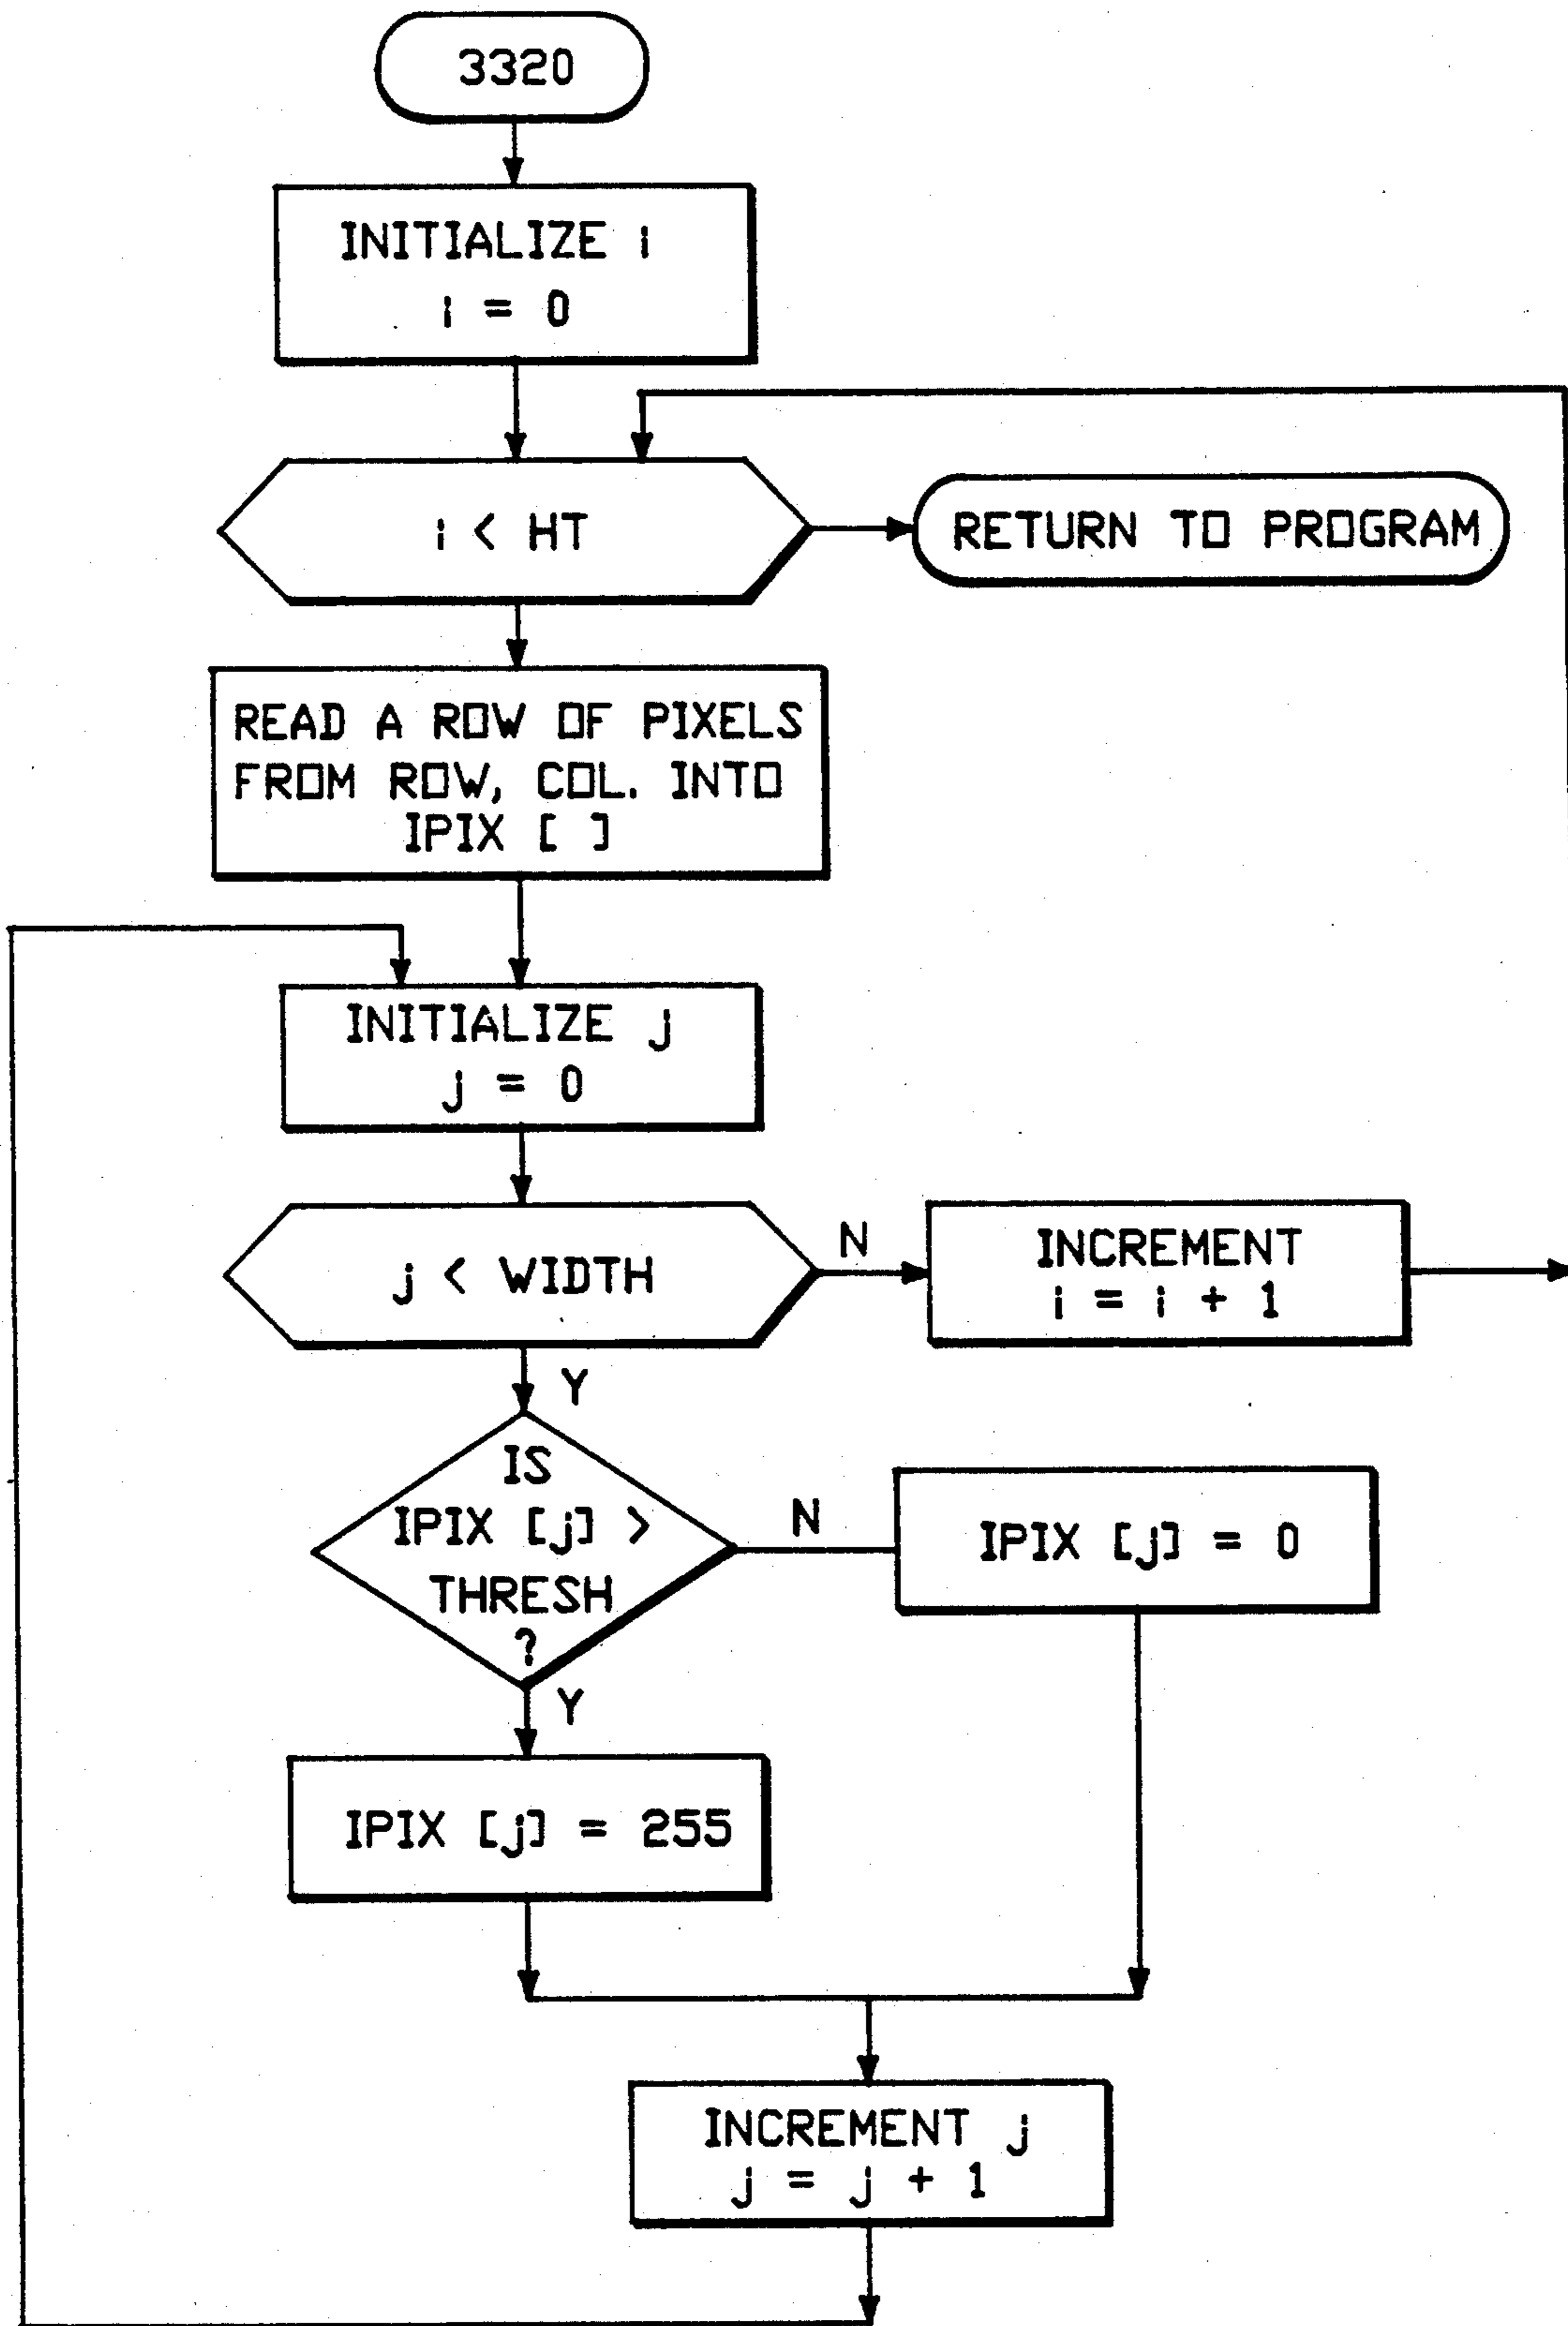 3320
INITIALIZE i
i = 0
i < HT
RETURN TO PROGRAM
READ A ROW OF PIXELS
FROM ROW, COL. INTO
IPIX [ ]
INITIALIZE j
j = 0
j < WIDTH
N
INCREMENT
i = i + 1
Y
IS
IPIX [j] >
THRESH
?
N
IPIX [j] = 0
Y
IPIX [j] = 255
INCREMENT j
j = j + 1